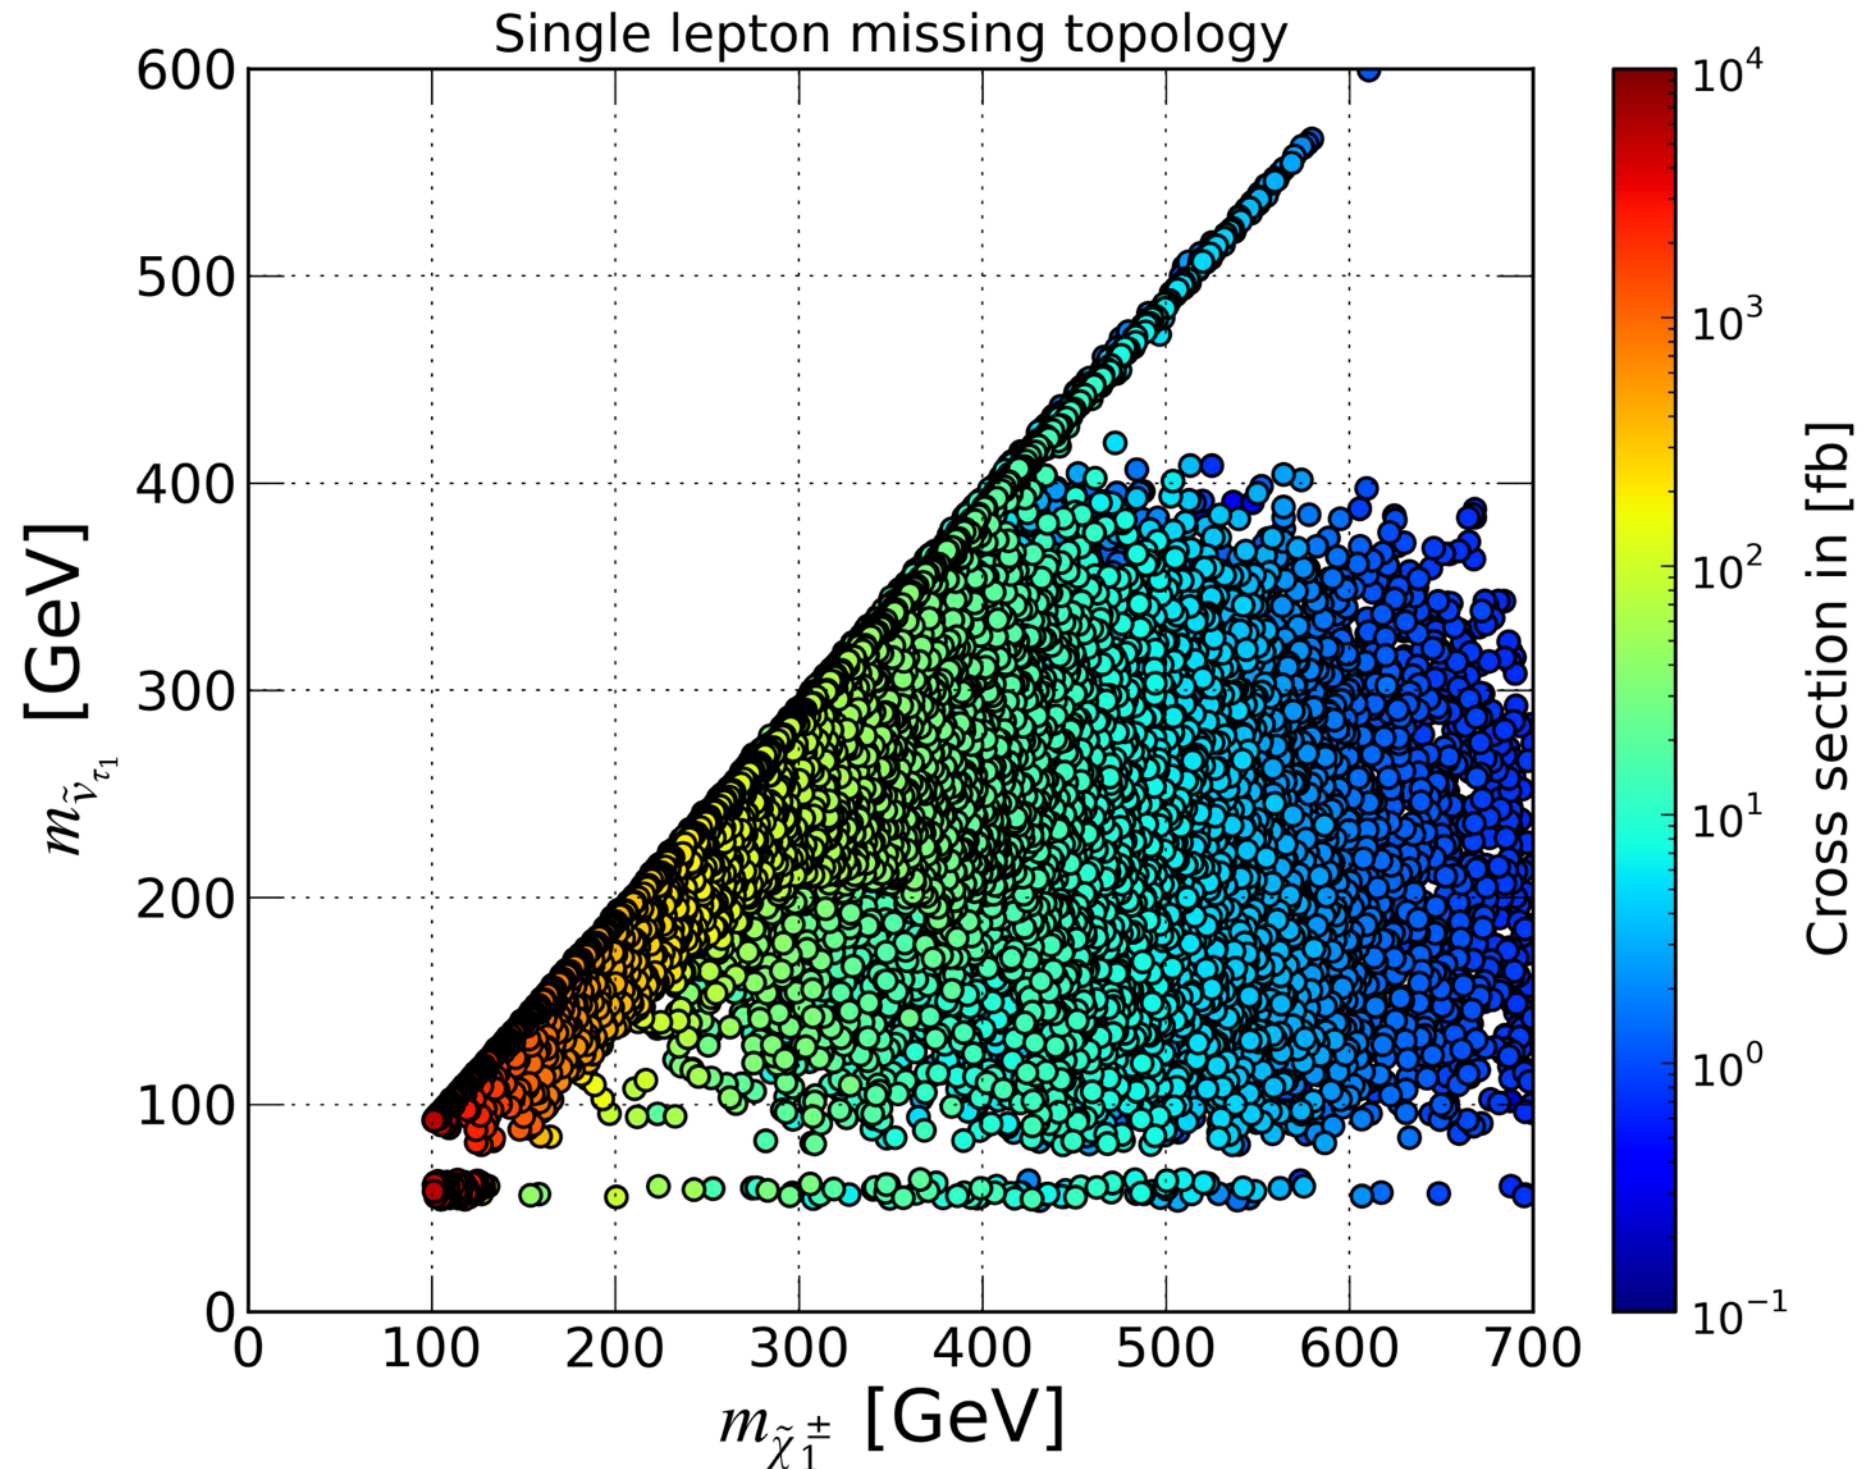 Single lepton missing topology
600
500
400
300
200
100
0
m_{\tilde{\nu}_{\tau_1}} [GeV]
0 100 200 300 400 500 600 700
m_{\tilde{\chi}_1^{\pm}} [GeV]
10^4
10^3
10^2
10^1
10^0
10^{-1}
Cross section in [fb]